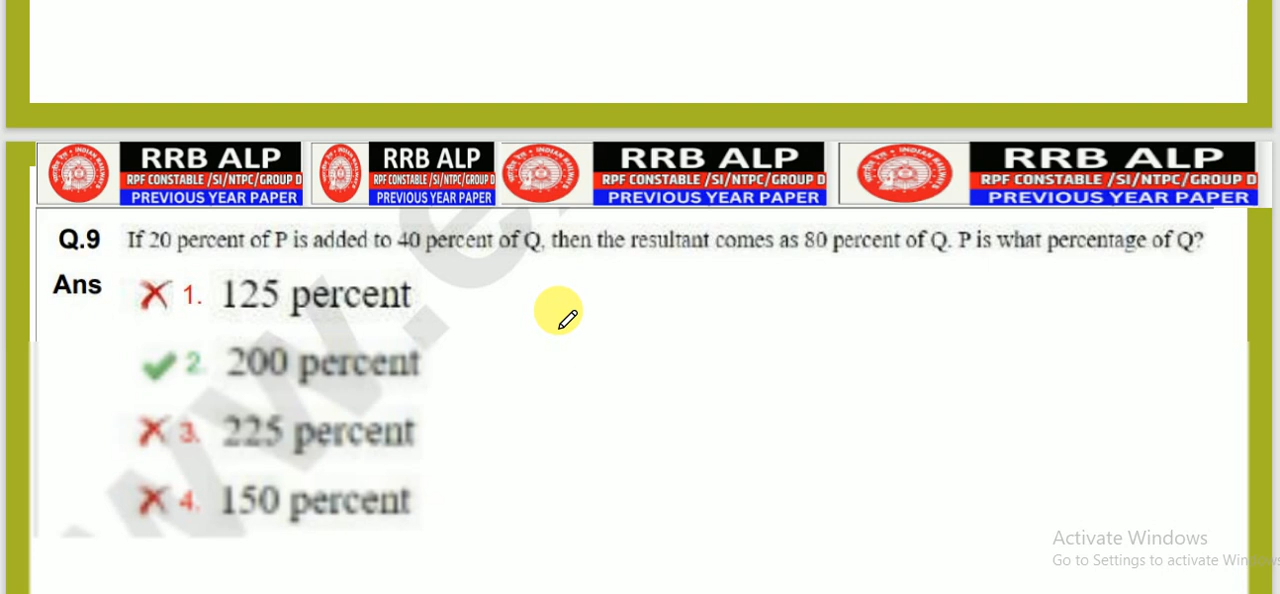 RRB ALP
RPF CONSTABLE /SI/NTPC/GROUP D
PREVIOUS YEAR PAPER
RRB ALP
RPF CONSTABLE /SI/NTPC/GROUP D
PREVIOUS YEAR PAPER
RRB ALP
RPF CONSTABLE /SI/NTPC/GROUP D
PREVIOUS YEAR PAPER
RRB ALP
RPF CONSTABLE /SI/NTPC/GROUP D
PREVIOUS YEAR PAPER
Q.9 If 20 percent of P is added to 40 percent of Q, then the resultant comes as 80 percent of Q. P is what percentage of Q?
Ans 1. 125 percent
2. 200 percent
3. 225 percent
4. 150 percent
Activate Windows
Go to Settings to activate Windows